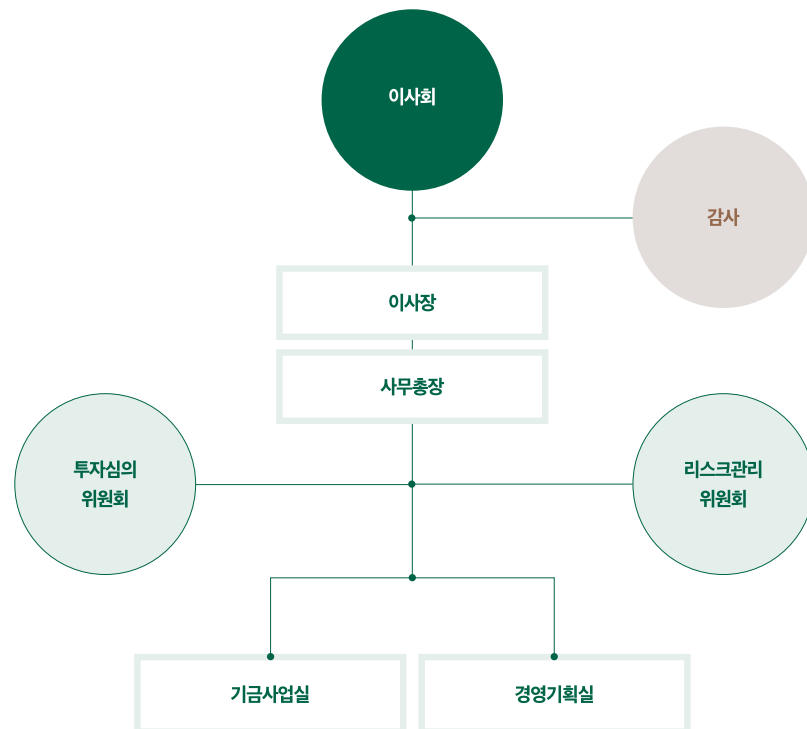 이사회
감사
이사장
사무총장
투자심의
위원회
리스크관리
위원회
기금사업실
경영기획실